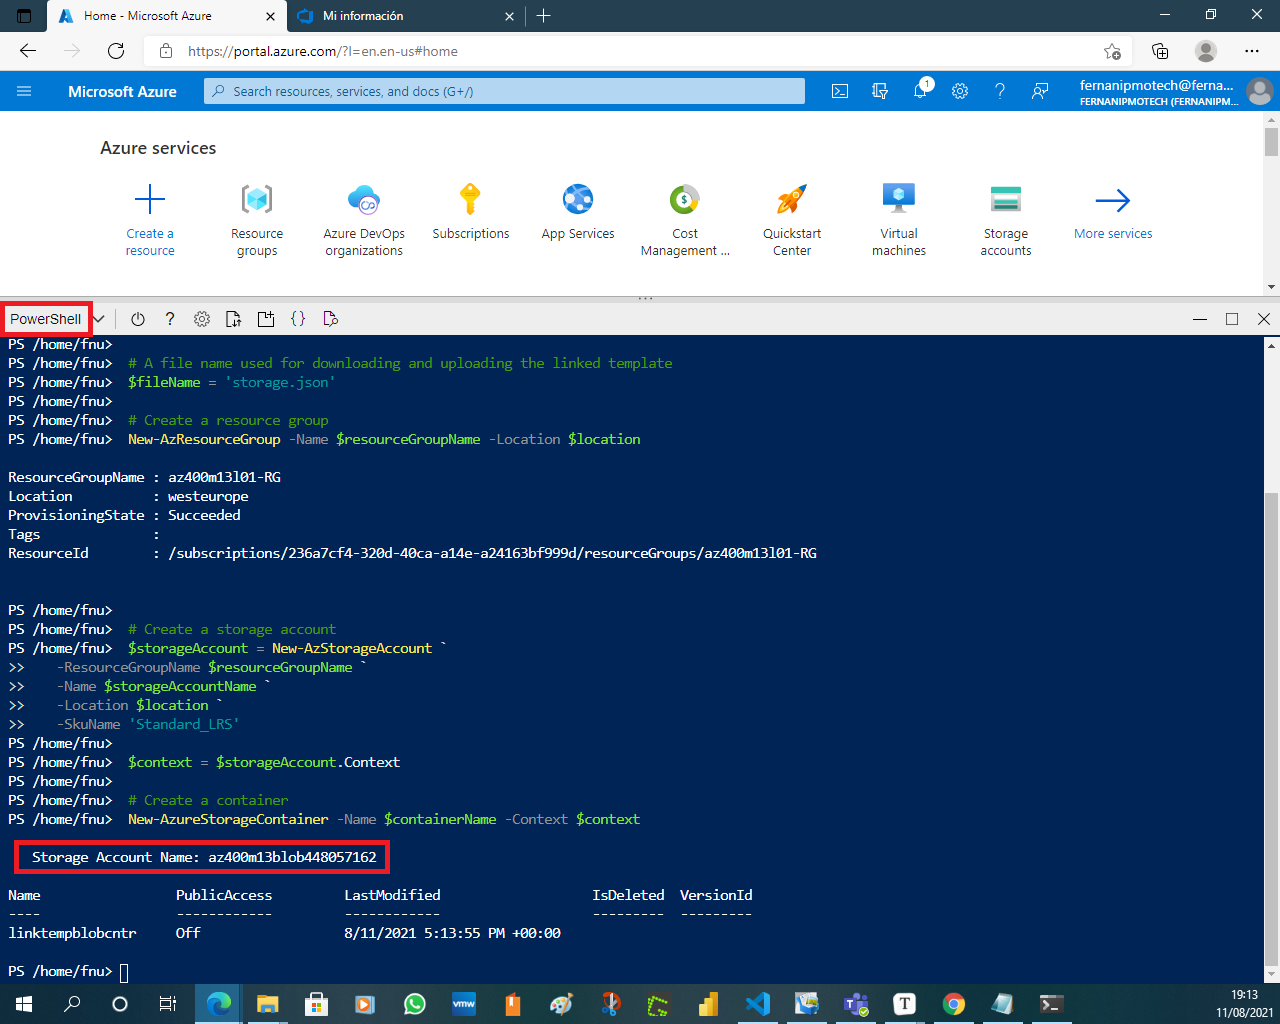 Home - Microsoft Azure
Mi información
https://portal.azure.com/?l=en.en-us#home
Microsoft Azure
Search resources, services, and docs (G+/)
1
fernanipmotech@ferna...
FERNANIPMOTECH (FERNANIPM...
Azure services
Create a resource
Resource groups
Azure DevOps organizations
Subscriptions
App Services
Cost Management ...
Quickstart Center
Virtual machines
Storage accounts
More services
PowerShell
PS /home/fnu>
PS /home/fnu> # A file name used for downloading and uploading the linked template
PS /home/fnu> $fileName = 'storage.json'
PS /home/fnu>
PS /home/fnu> # Create a resource group
PS /home/fnu> New-AzResourceGroup -Name $resourceGroupName -Location $location
ResourceGroupName : az400m13l01-RG
Location : westeurope
ProvisioningState : Succeeded
Tags :
ResourceId : /subscriptions/236a7cf4-320d-40ca-a14e-a24163bf999d/resourceGroups/az400m13l01-RG
PS /home/fnu>
PS /home/fnu> # Create a storage account
PS /home/fnu> $storageAccount = New-AzStorageAccount `
>> -ResourceGroupName $resourceGroupName `
>> -Name $storageAccountName `
>> -Location $location `
>> -SkuName 'Standard_LRS'
PS /home/fnu>
PS /home/fnu> $context = $storageAccount.Context
PS /home/fnu>
PS /home/fnu> # Create a container
PS /home/fnu> New-AzureStorageContainer -Name $containerName -Context $context
Storage Account Name: az400m13blob448057162
Name PublicAccess LastModified IsDeleted VersionId
---- ------------ ------------ --------- ---------
linktempblobcntr Off 8/11/2021 5:13:55 PM +00:00
PS /home/fnu>
vmw
T
19:13
11/08/2021